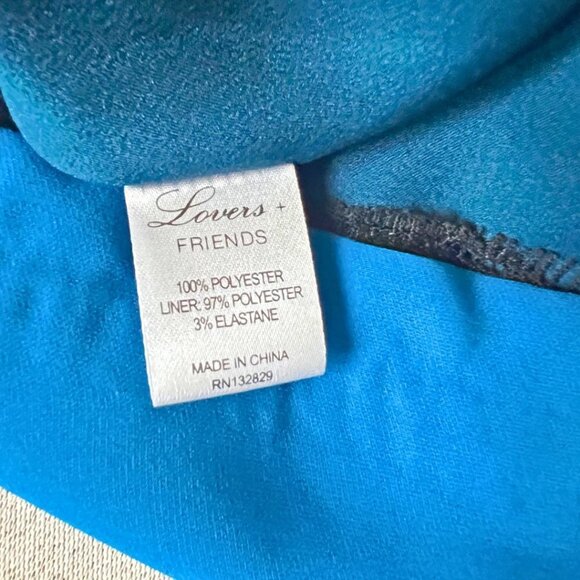 Lovers +
FRIENDS
100% POLYESTER
LINER: 97% POLYESTER
3% ELASTANE
MADE IN CHINA
RN132829